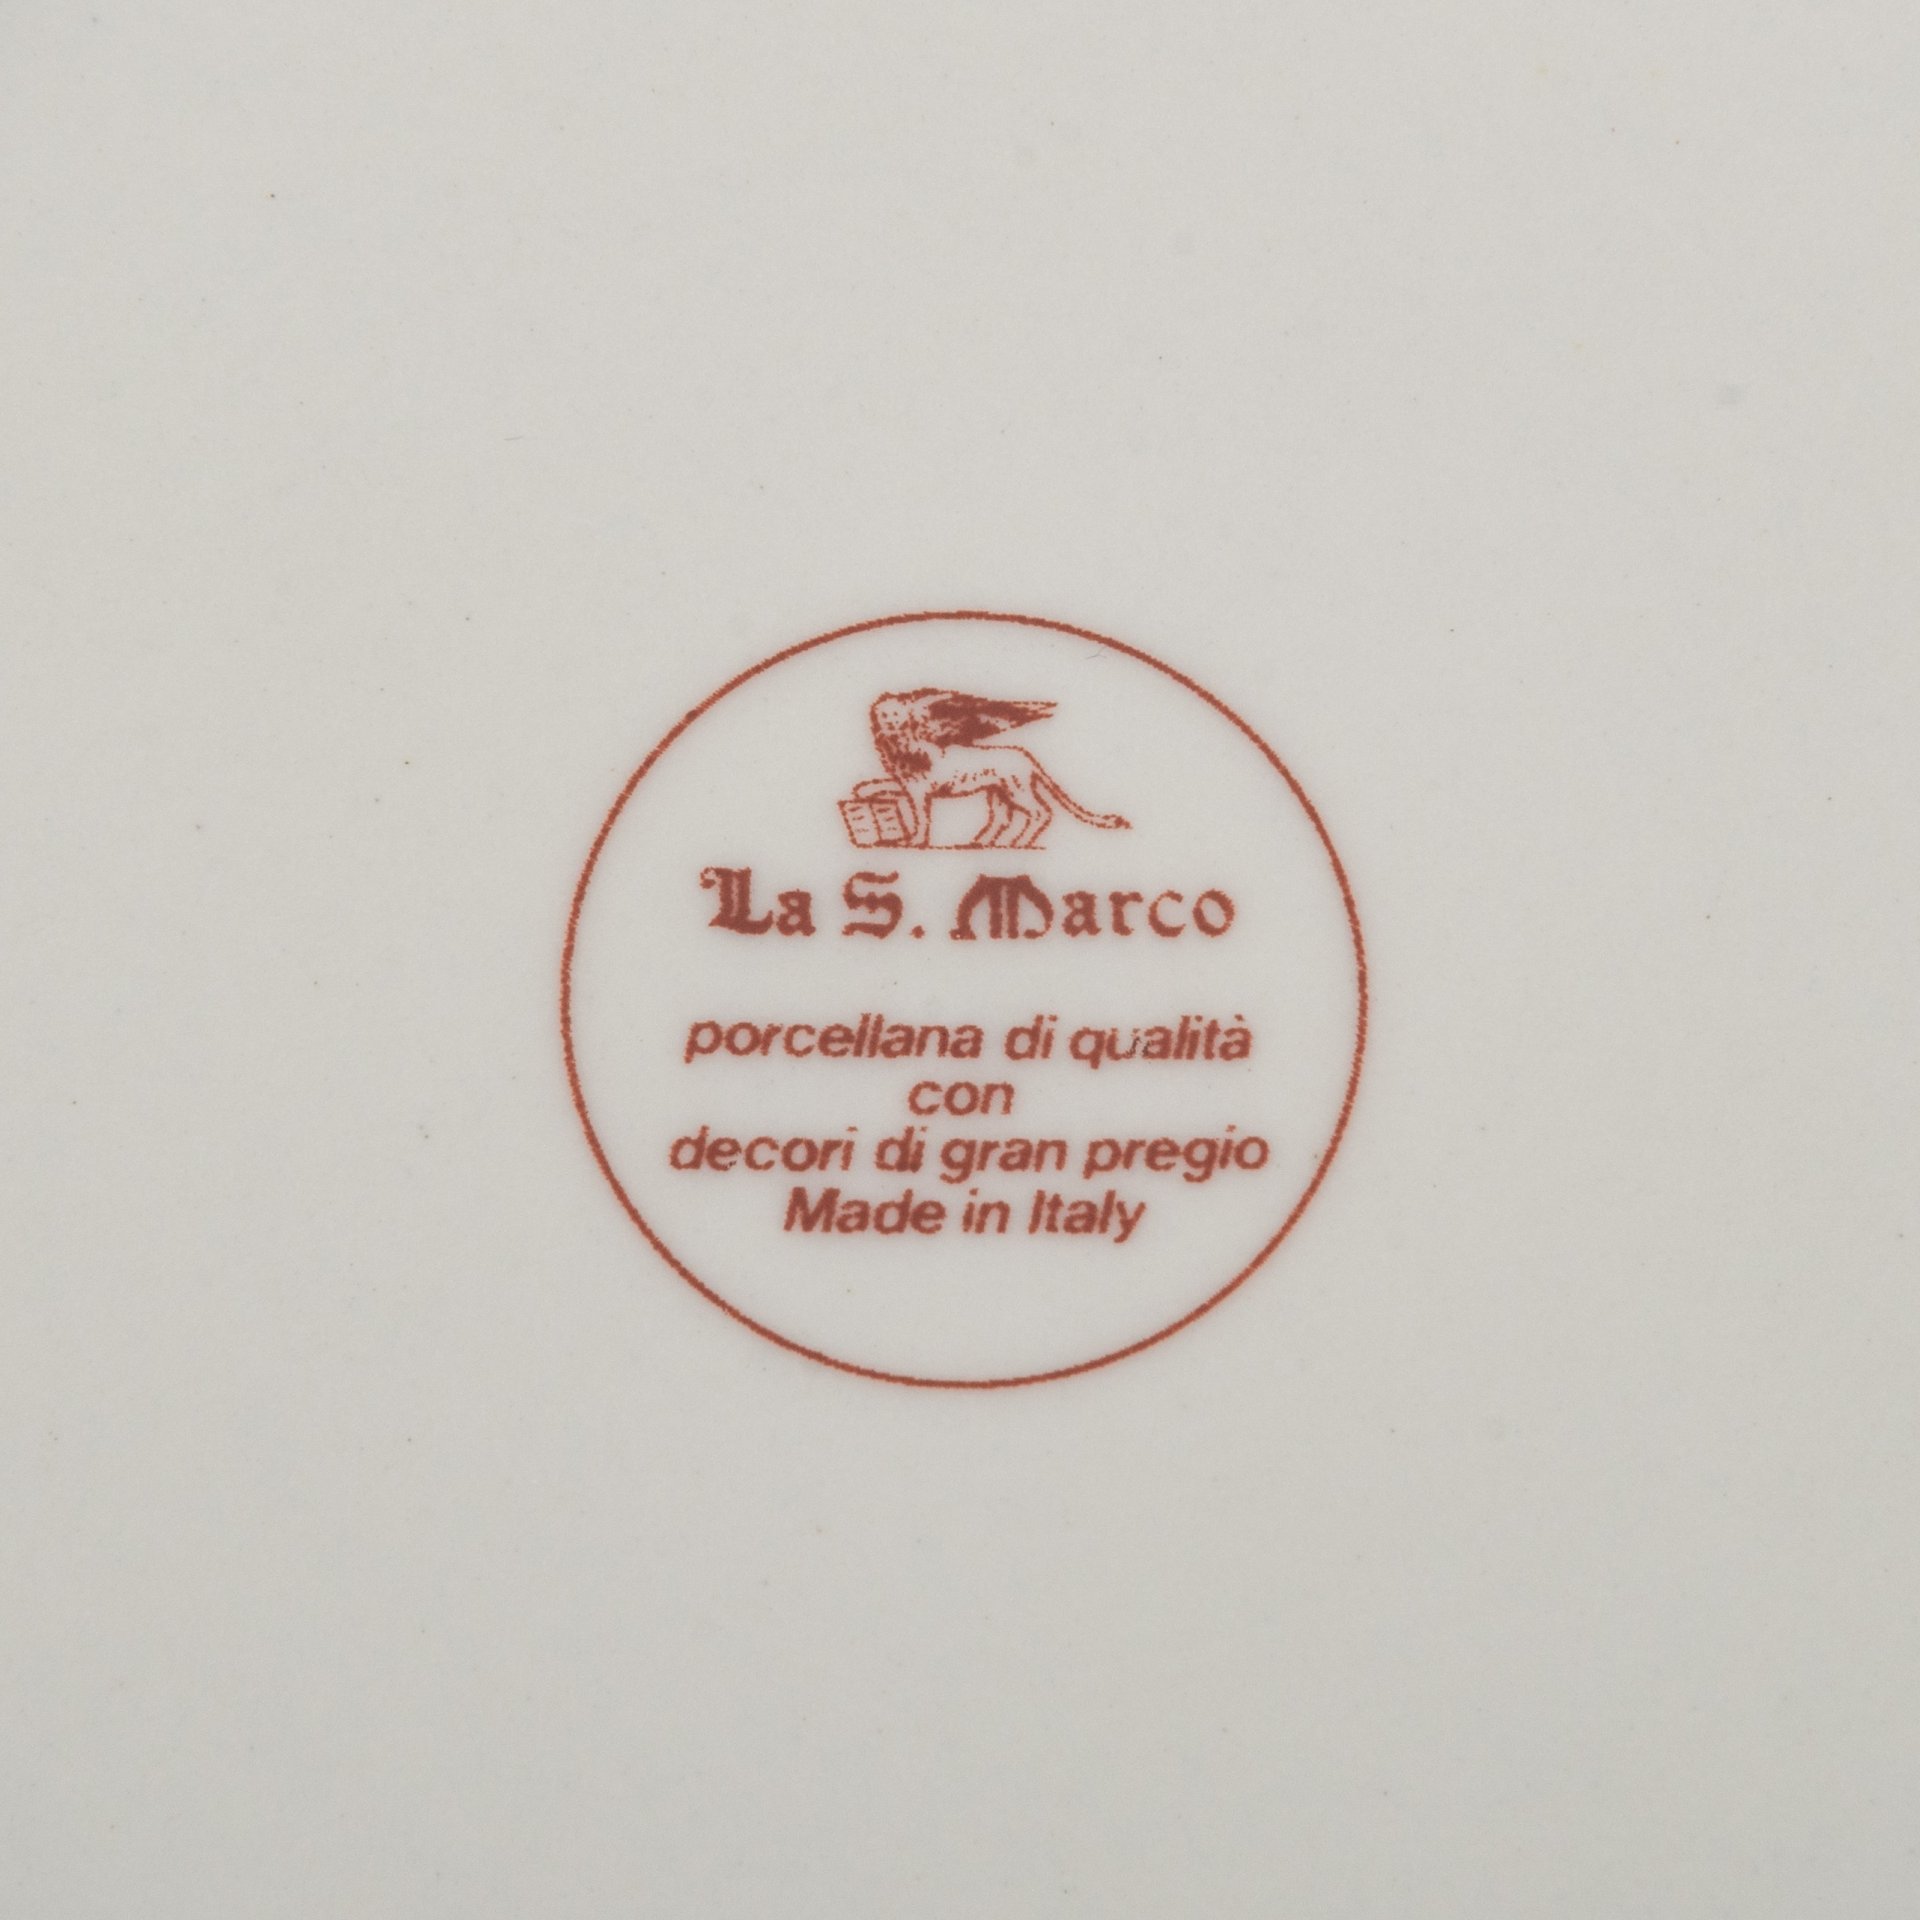 La S. Marco
porcellana di qualità
con
decori di gran pregio
Made in Italy